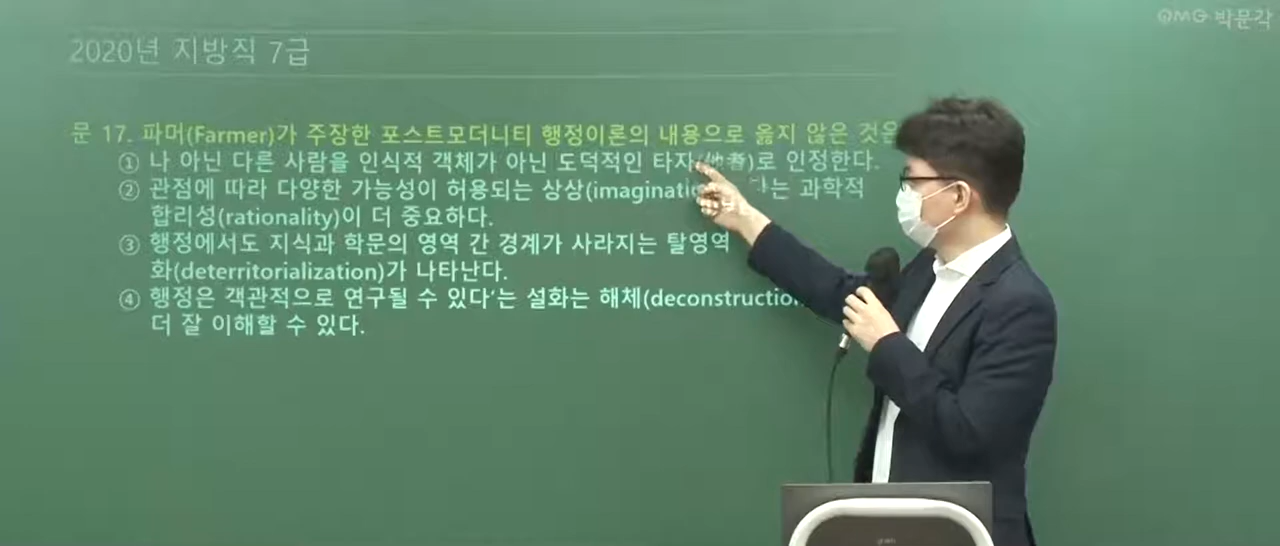 OMG 박문각
2020년 지방직 7급
문 17. 파머(Farmer)가 주장한 포스트모더니티 행정이론의 내용으로 옳지 않은 것은
① 나 아닌 다른 사람을 인식적 객체가 아닌 도덕적인 타자(他者)로 인정한다.
② 관점에 따라 다양한 가능성이 허용되는 상상(imaginatio 는 과학적
합리성(rationality)이 더 중요하다.
③ 행정에서도 지식과 학문의 영역 간 경계가 사라지는 탈영역
화(deterritorialization)가 나타난다.
④ 행정은 객관적으로 연구될 수 있다'는 설화는 해체(deconstruction
더 잘 이해할 수 있다.
gram